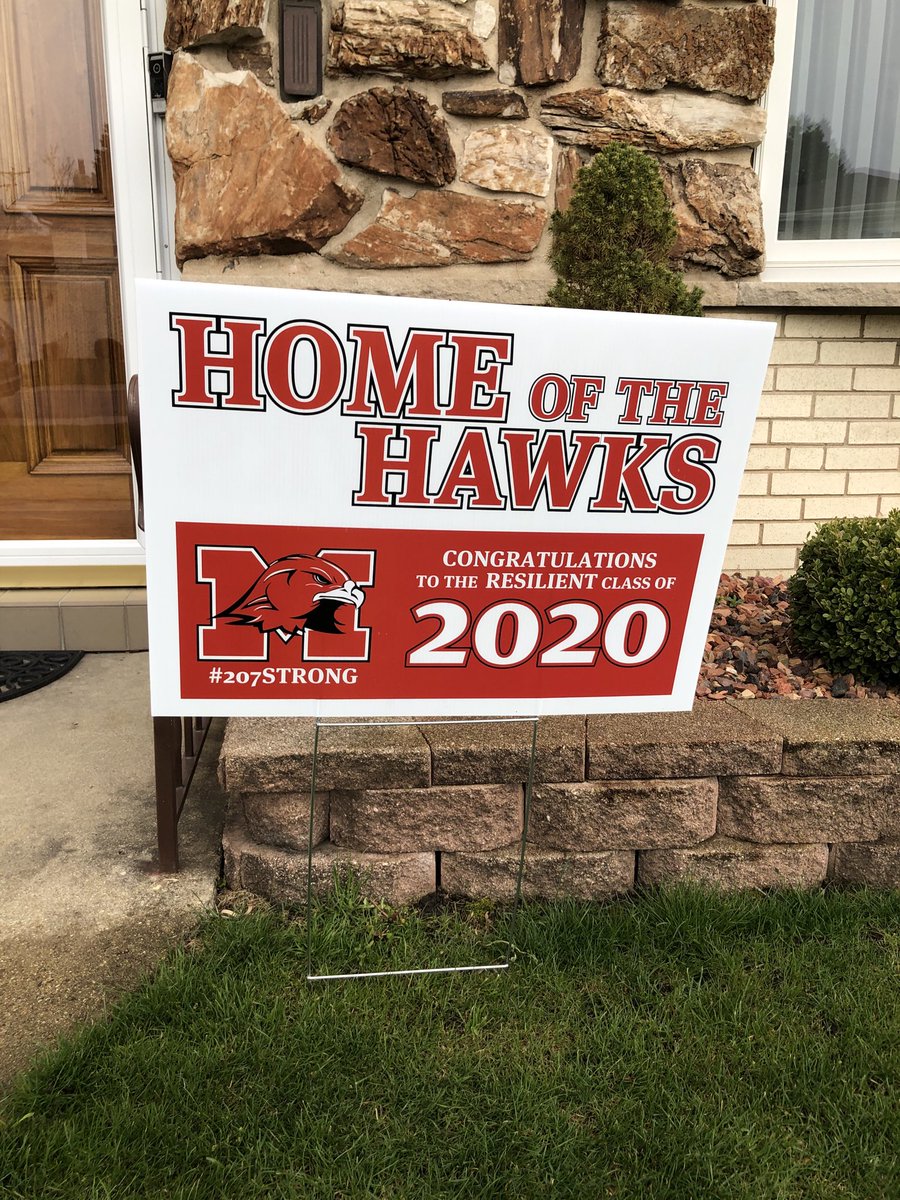 HOME OF THE
HAWKS
CONGRATULATIONS
TO THE RESILIENT CLASS OF
2020
M
#207STRONG